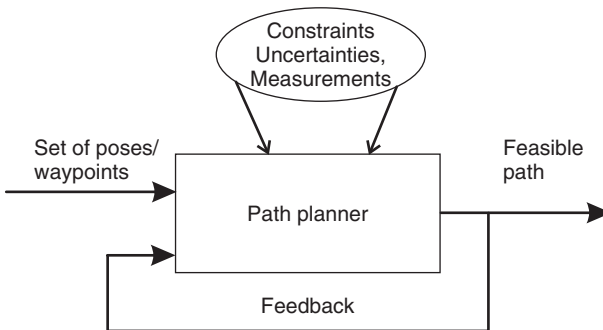 Constraints
Uncertainties,
Measurements
Set of poses/
waypoints
Path planner
Feasible
path
Feedback